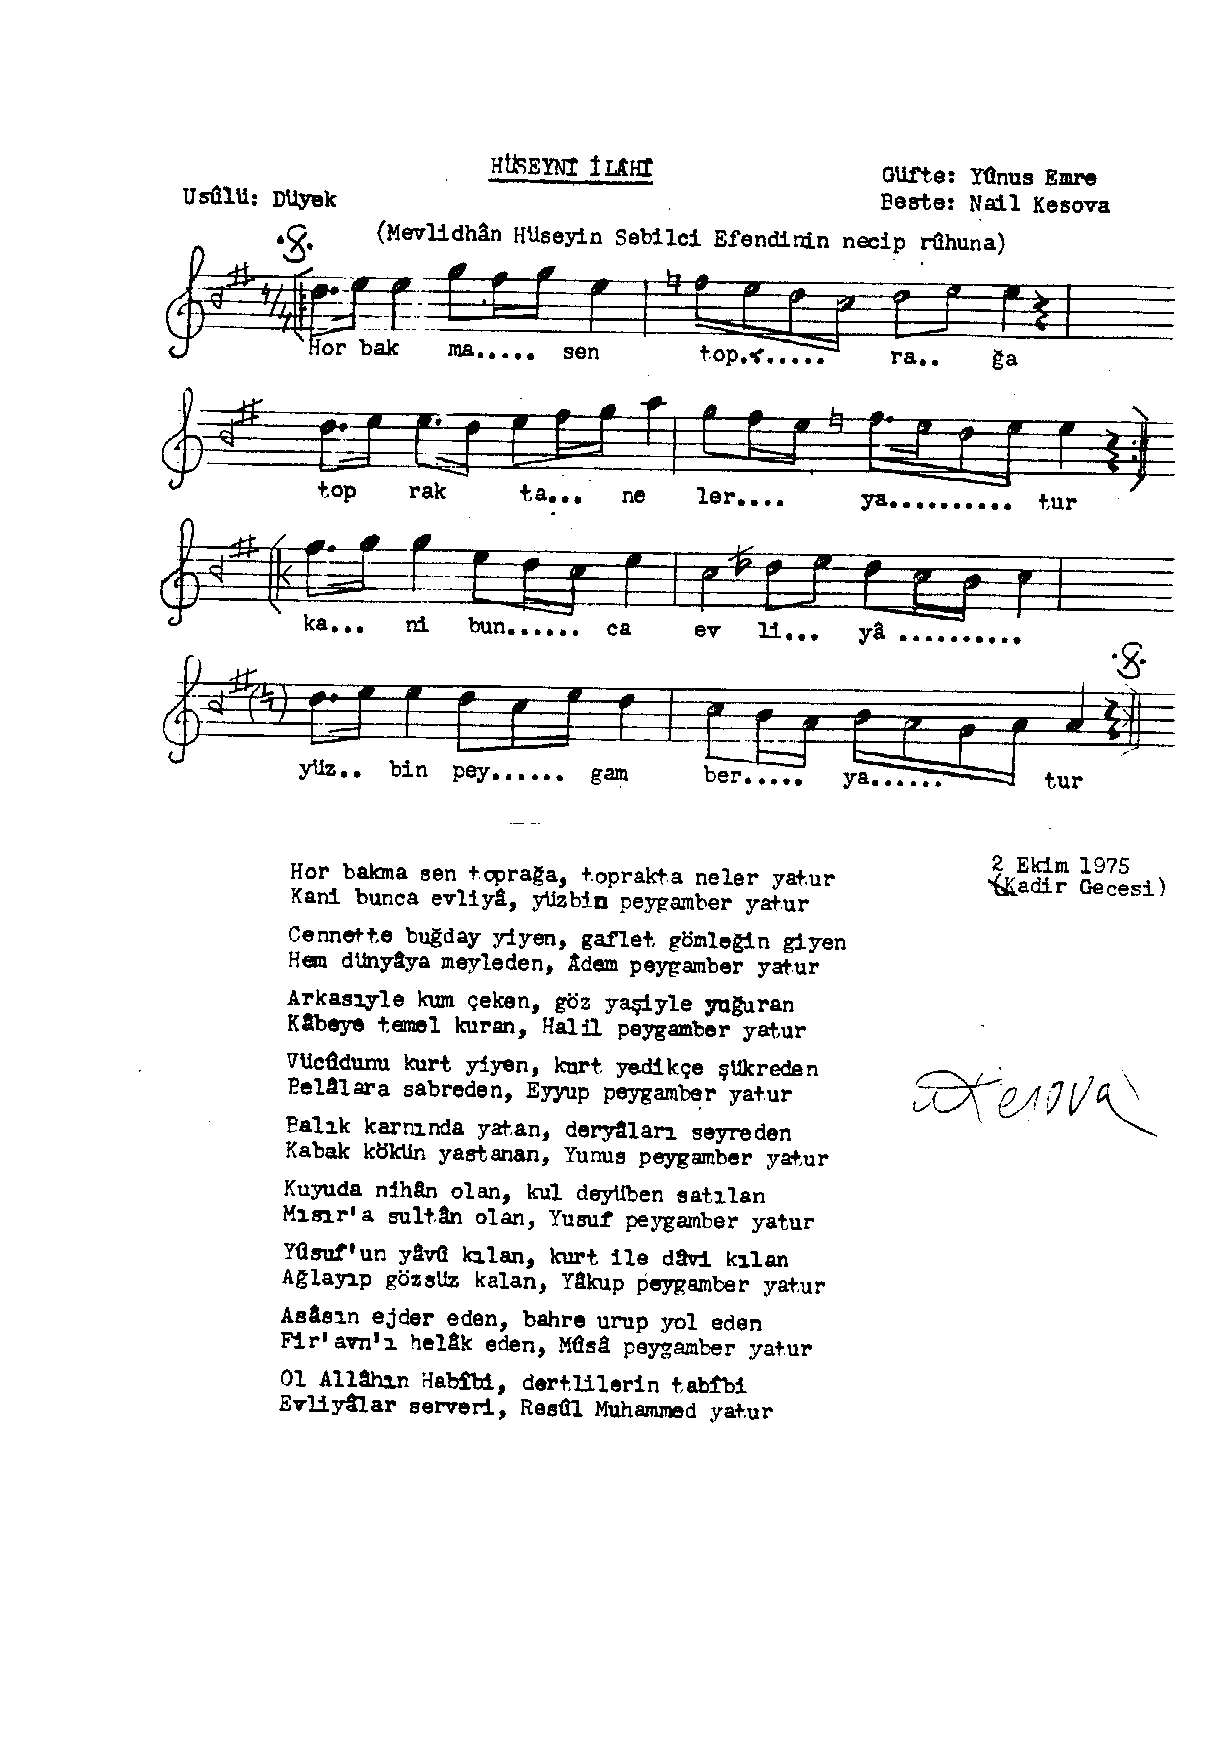 HÜSEYNİ İLÂHİ
Usûlü: Düyek
Güfte: Yûnus Emre
Beste: Nail Kesova
(Mevlidhân Hüseyin Sebilci Efendinin necip rûhuna)
Hor bak ma..... sen top........ ra.. ğa
top rak ta... ne ler.... ya.......... tur
ka... ni bun...... ca ev li... yâ ..........
yüz.. bin pey...... gam ber..... ya...... tur
2 Ekim 1975
(Kadir Gecesi)
Hor bakma sen toprağa, toprakta neler yatur
Kani bunca evliyâ, yüzbin peygamber yatur
Cennette buğday yiyen, gaflet gömleğin giyen
Hem dünyâya meyleden, Âdem peygamber yatur
Arkasıyle kum çeken, göz yaşiyle yuğuran
Kâbeye temel kuran, Halil peygamber yatur
Vücûdunu kurt yiyen, kurt yedikçe şükreden
Belâlara sabreden, Eyyup peygamber yatur
Balık karnında yatan, deryâları seyreden
Kabak kökün yastanan, Yunus peygamber yatur
Kuyuda nihân olan, kul deyüben satılan
Mısır'a sultân olan, Yusuf peygamber yatur
Yûsuf'un yâvû kılan, kurt ile dâvi kılan
Ağlayıp gözsüz kalan, Yâkup peygamber yatur
Asâsın ejder eden, bahre urup yol eden
Fir'avn'ı helâk eden, Mûsâ peygamber yatur
Ol Allâhın Habîbi, dertlilerin tabîbi
Evliyâlar serveri, Resûl Muhammed yatur
Kesova